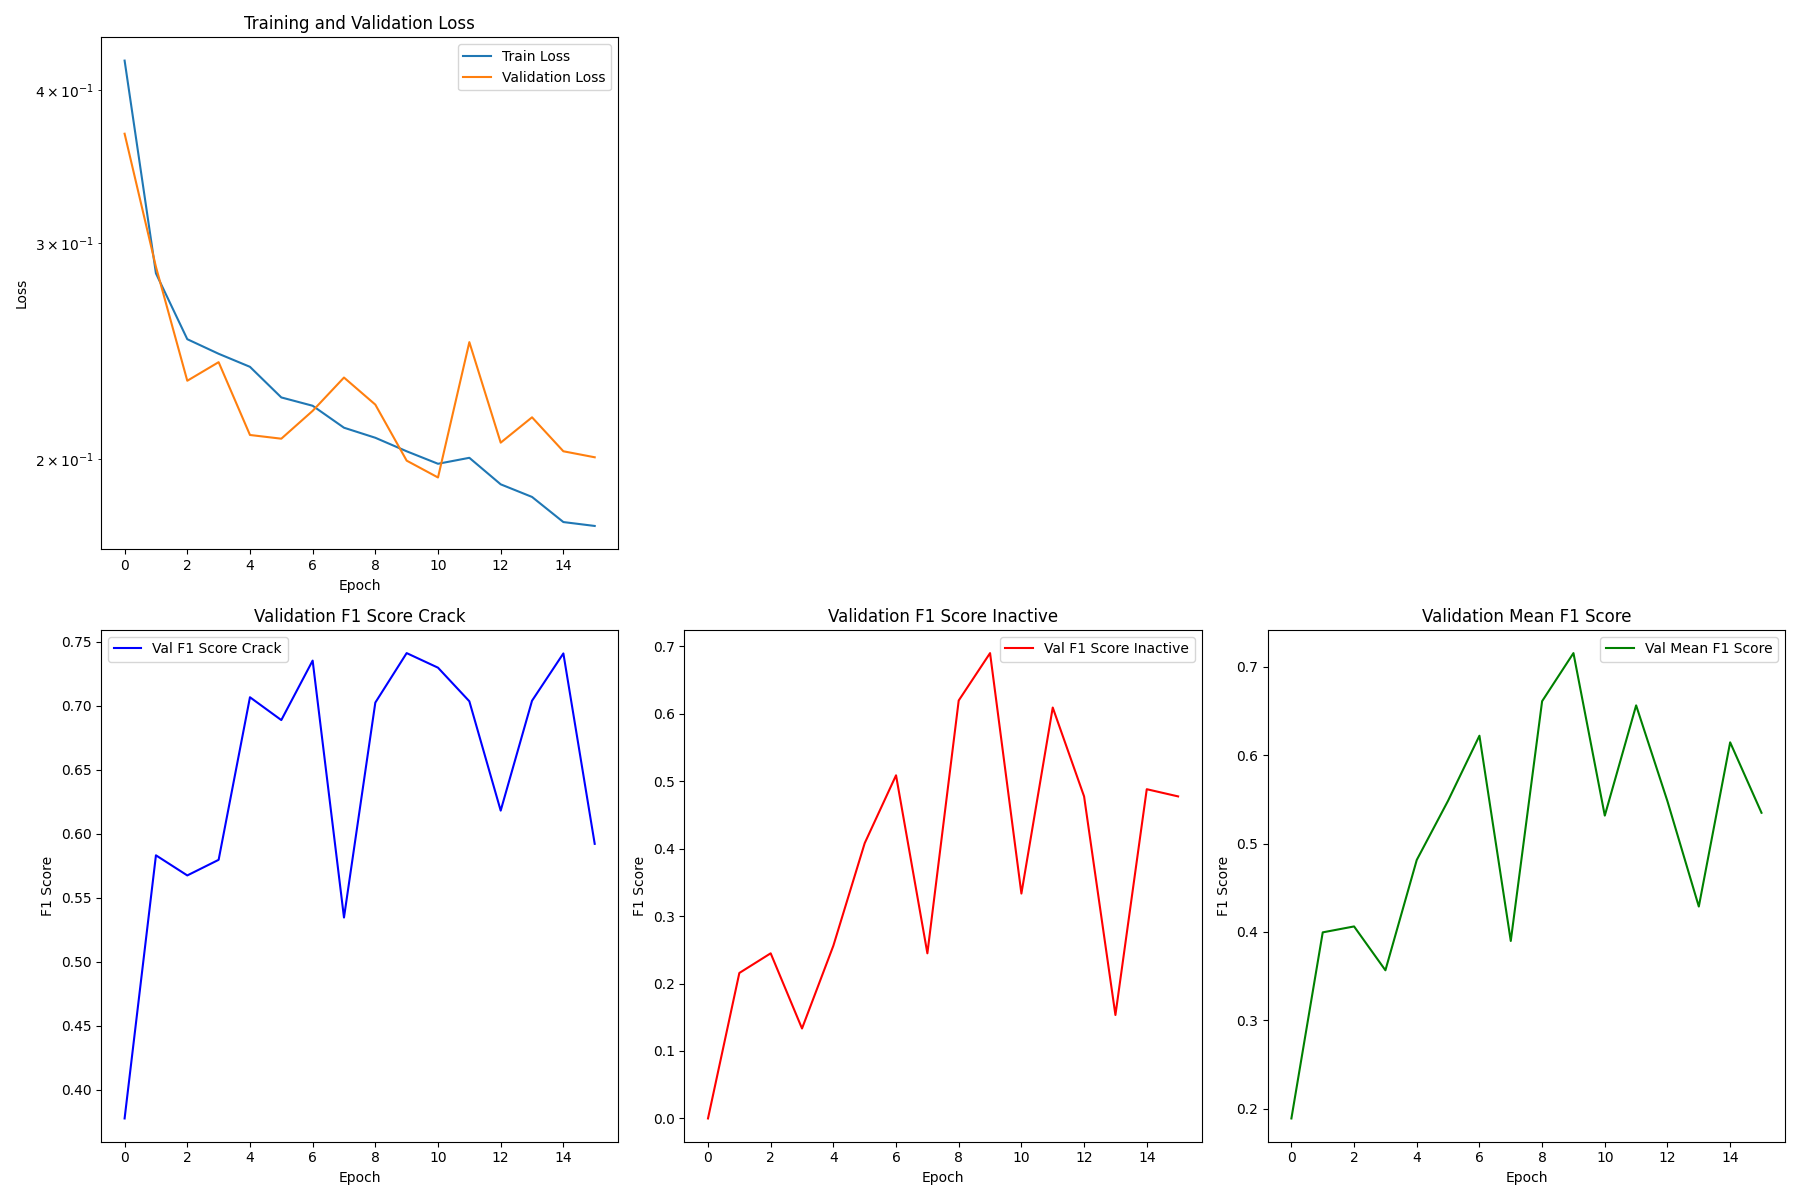 Training and Validation Loss
Train Loss
Validation Loss
4 × 10⁻¹
3 × 10⁻¹
2 × 10⁻¹
Loss
0 2 4 6 8 10 12 14
Epoch
Validation F1 Score Crack
Val F1 Score Crack
0.75
0.70
0.65
0.60
0.55
0.50
0.45
0.40
F1 Score
0 2 4 6 8 10 12 14
Epoch
Validation F1 Score Inactive
Val F1 Score Inactive
0.7
0.6
0.5
0.4
0.3
0.2
0.1
0.0
F1 Score
0 2 4 6 8 10 12 14
Epoch
Validation Mean F1 Score
Val Mean F1 Score
0.7
0.6
0.5
0.4
0.3
0.2
F1 Score
0 2 4 6 8 10 12 14
Epoch